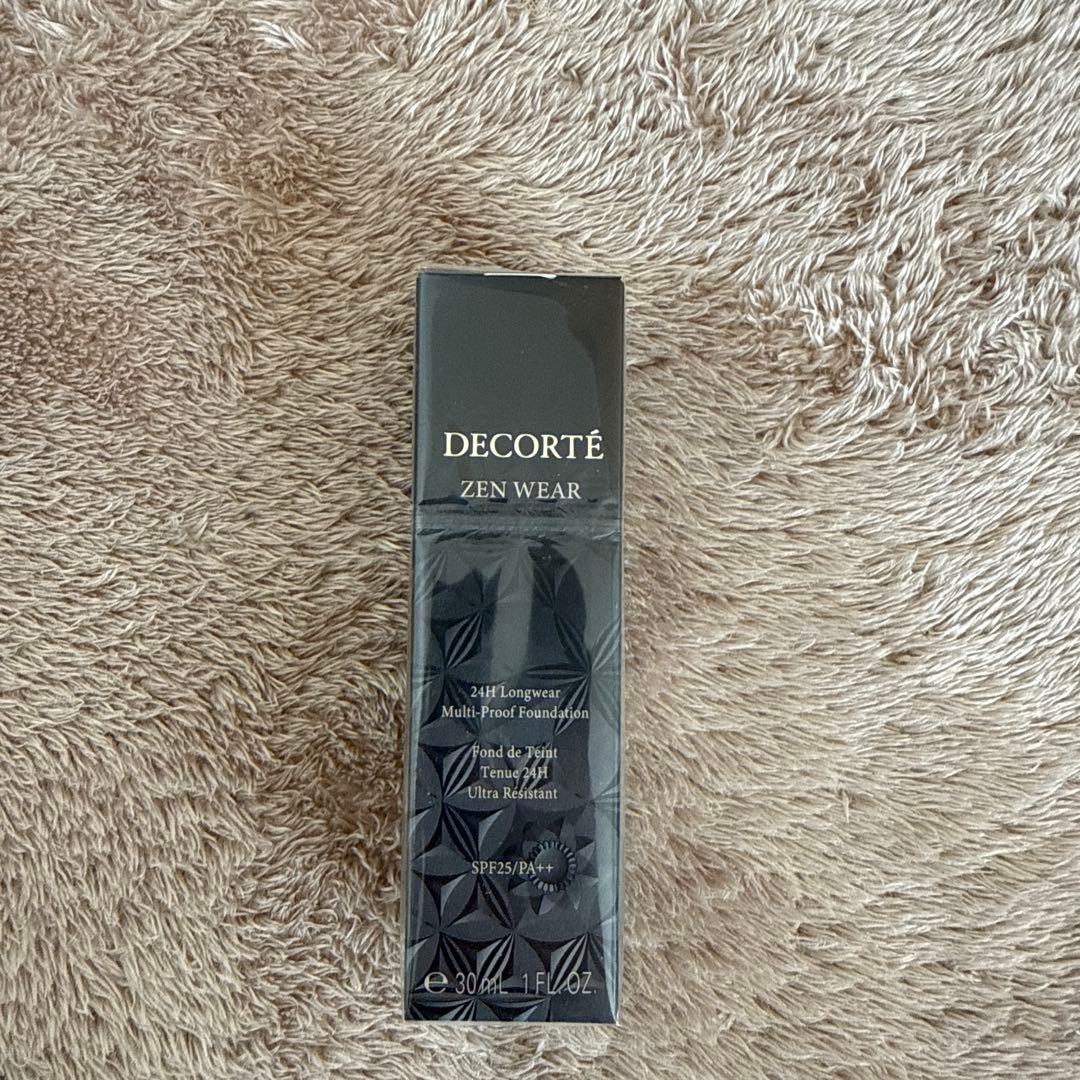 DECORTÉ
ZEN WEAR
24H Longwear
Multi-Proof Foundation
Fond de Teint
Tenue 24H
Ultra Résistant
SPF25/PA++
℮ 30 mL 1 FL. OZ.